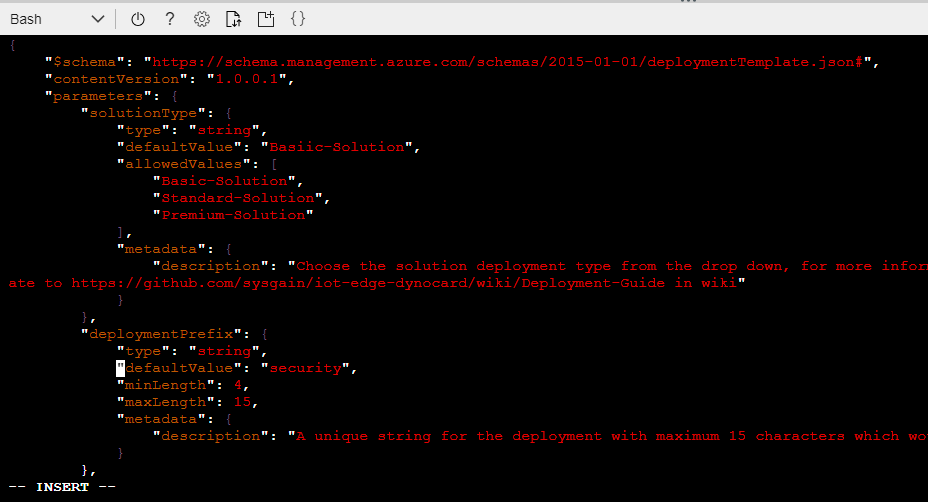 Bash ?
{
"$schema": "https://schema.management.azure.com/schemas/2015-01-01/deploymentTemplate.json#",
"contentVersion": "1.0.0.1",
"parameters": {
"solutionType": {
"type": "string",
"defaultValue": "Basiic-Solution",
"allowedValues": [
"Basic-Solution",
"Standard-Solution",
"Premium-Solution"
],
"metadata": {
"description": "Choose the solution deployment type from the drop down, for more
ate to https://github.com/sysgain/iot-edge-dynocard/wiki/Deployment-Guide in wiki"
}
},
"deploymentPrefix": {
"type": "string",
"defaultValue": "security",
"minLength": 4,
"maxLength": 15,
"metadata": {
"description": "A unique string for the deployment with maximum 15 characters which
}
},
-- INSERT --